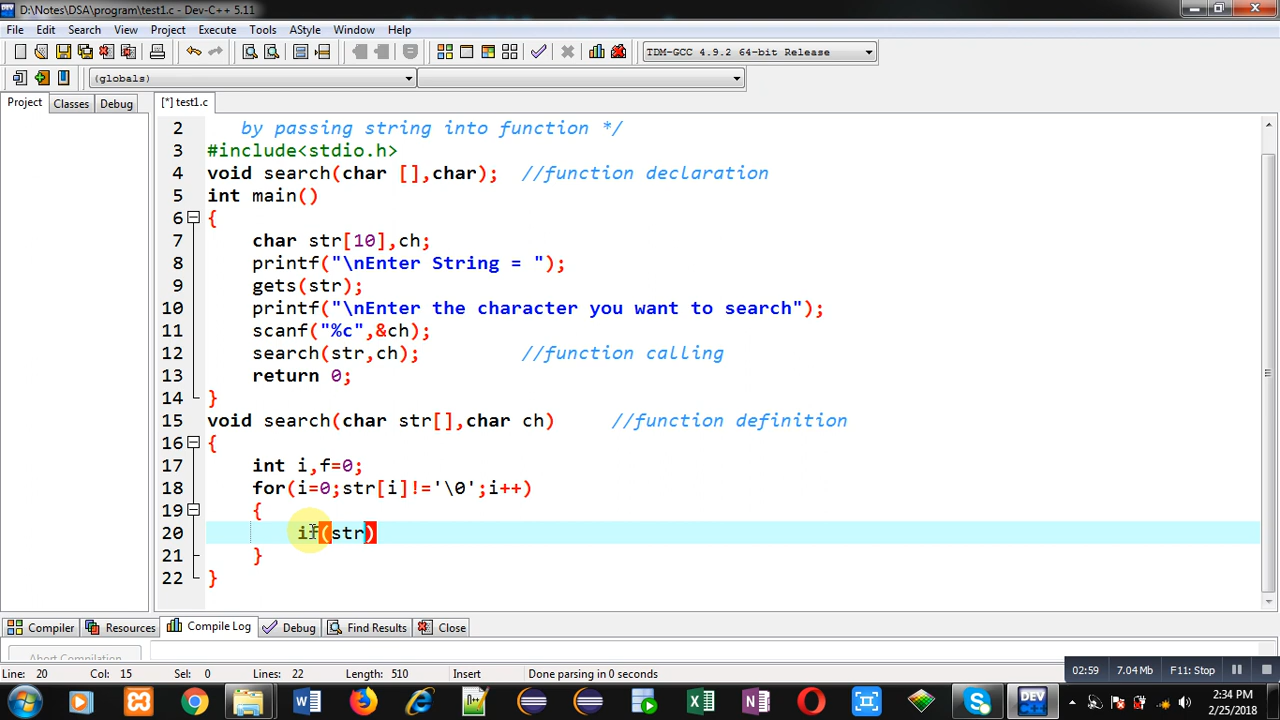 D:\Notes\DSA\program\test1.c - Dev-C++ 5.11
File Edit Search View Project Execute Tools AStyle Window Help
TDM-GCC 4.9.2 64-bit Release
(globals)
Project Classes Debug [*] test1.c
2 by passing string into function */
3 #include<stdio.h>
4 void search(char [],char); //function declaration
5 int main()
6 {
7 char str[10],ch;
8 printf("\nEnter String = ");
9 gets(str);
10 printf("\nEnter the character you want to search");
11 scanf("%c",&ch);
12 search(str,ch); //function calling
13 return 0;
14 }
15 void search(char str[],char ch) //function definition
16 {
17 int i,f=0;
18 for(i=0;str[i]!='\0';i++)
19 {
20 if(str)
21 }
22 }
Compiler Resources Compile Log Debug Find Results Close
Abort Compilation
Line: 20 Col: 15 Sel: 0 Lines: 22 Length: 510 Insert Done parsing in 0 seconds
02:59 7.04 Mb F11: Stop
2:34 PM
2/25/2018